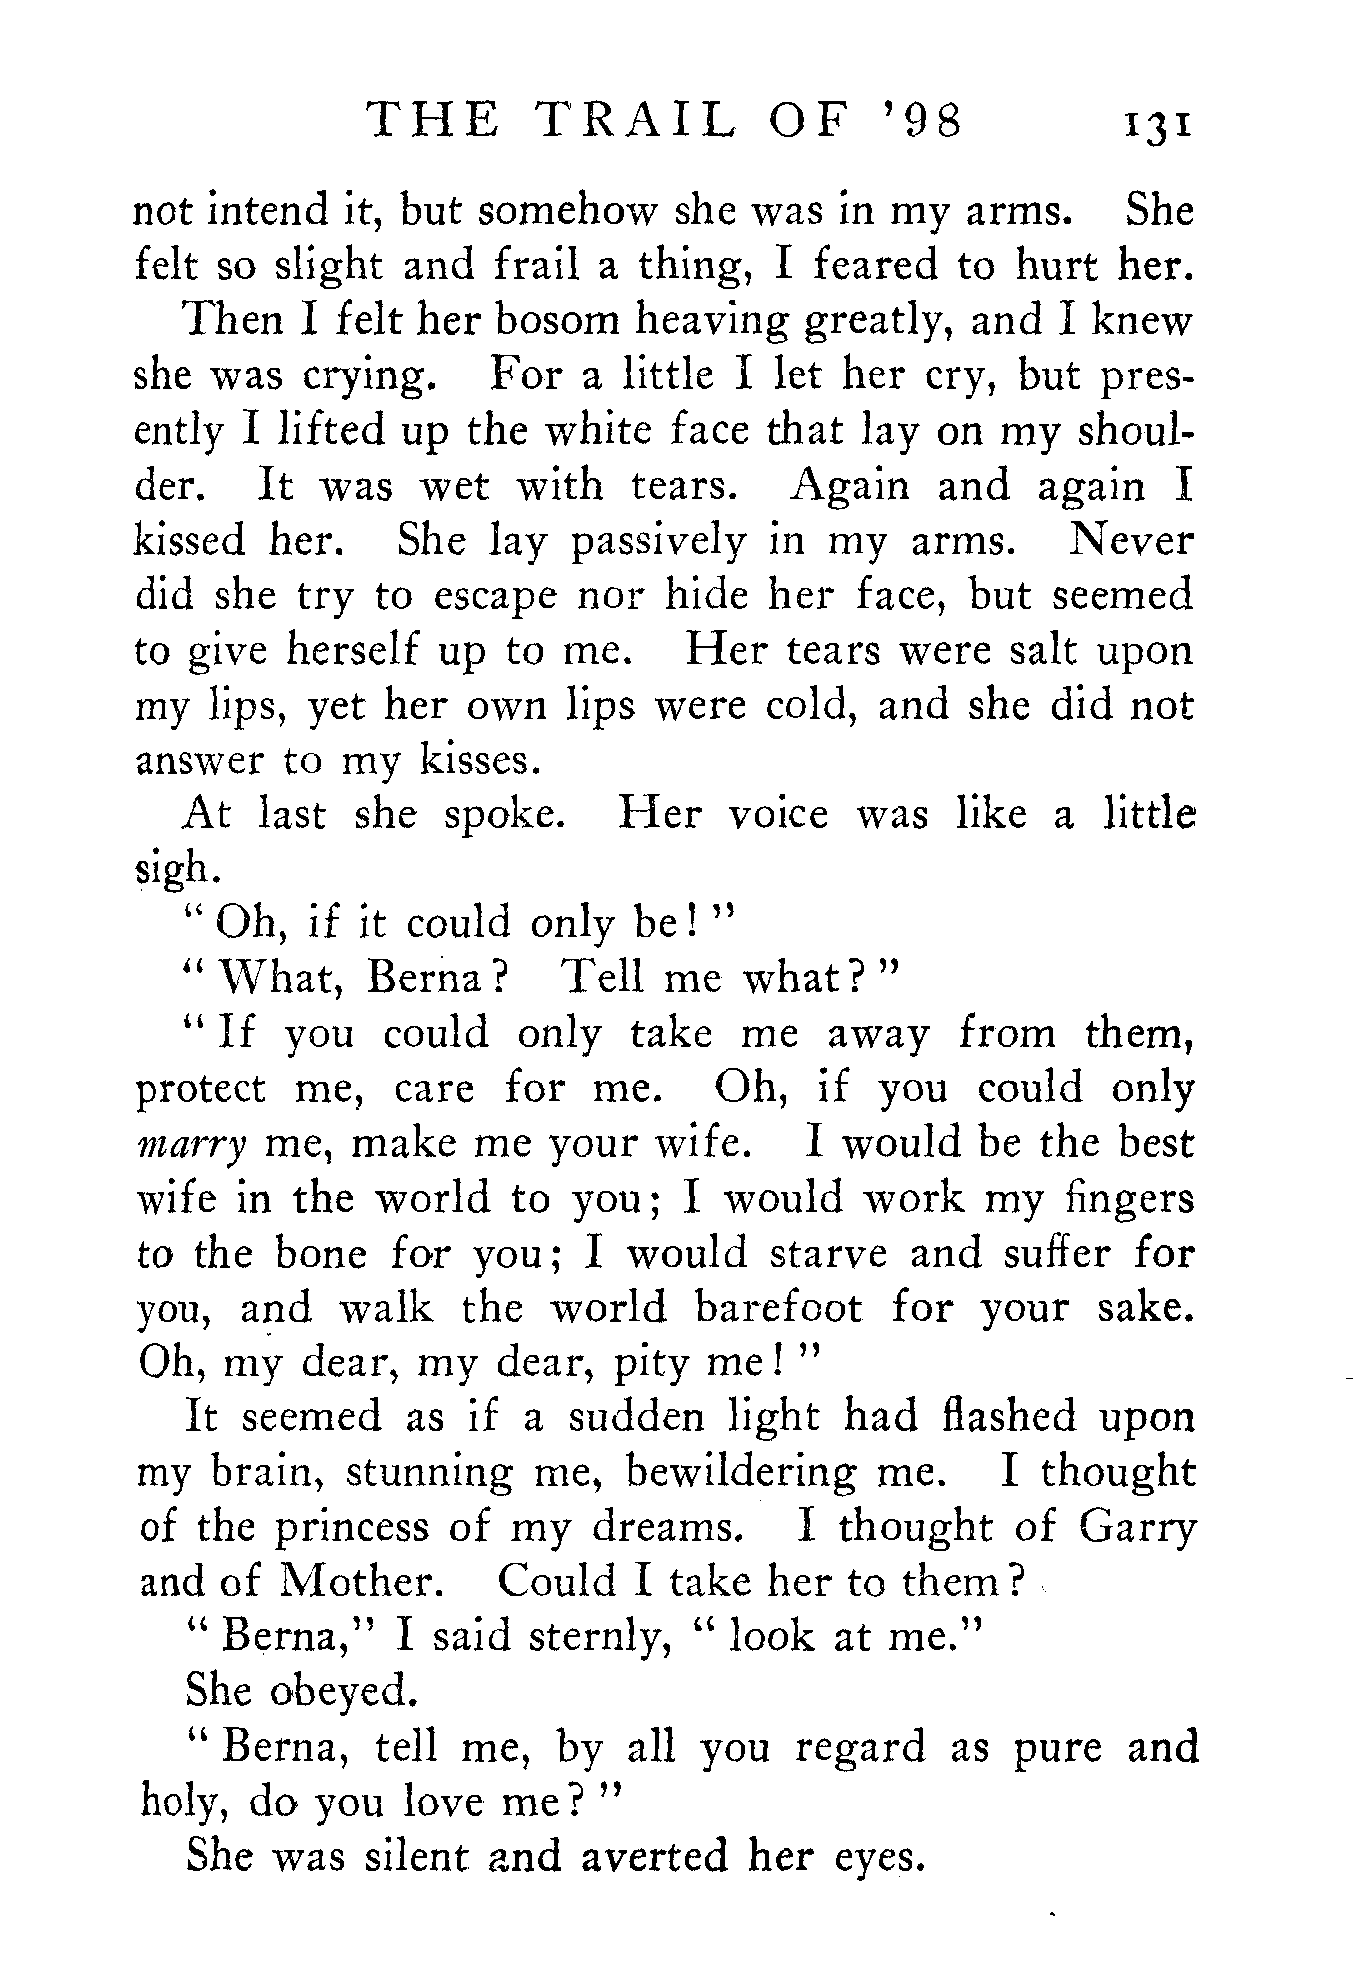 THE TRAIL OF '98 131
not intend it, but somehow she was in my arms. She
felt so slight and frail a thing, I feared to hurt her.
Then I felt her bosom heaving greatly, and I knew
she was crying. For a little I let her cry, but pres-
ently I lifted up the white face that lay on my shoul-
der. It was wet with tears. Again and again I
kissed her. She lay passively in my arms. Never
did she try to escape nor hide her face, but seemed
to give herself up to me. Her tears were salt upon
my lips, yet her own lips were cold, and she did not
answer to my kisses.
At last she spoke. Her voice was like a little
sigh.
" Oh, if it could only be! "
" What, Berna? Tell me what? "
" If you could only take me away from them,
protect me, care for me. Oh, if you could only
marry me, make me your wife. I would be the best
wife in the world to you; I would work my fingers
to the bone for you; I would starve and suffer for
you, and walk the world barefoot for your sake.
Oh, my dear, my dear, pity me! "
It seemed as if a sudden light had flashed upon
my brain, stunning me, bewildering me. I thought
of the princess of my dreams. I thought of Garry
and of Mother. Could I take her to them?
" Berna," I said sternly, " look at me."
She obeyed.
" Berna, tell me, by all you regard as pure and
holy, do you love me? "
She was silent and averted her eyes.